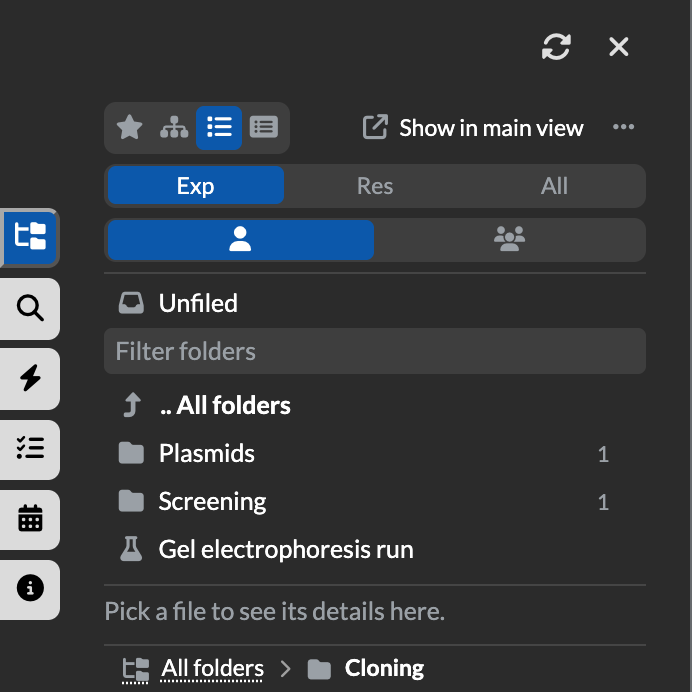 Show in main view
Exp Res All
Unfiled
Filter folders
.. All folders
Plasmids 1
Screening 1
Gel electrophoresis run
Pick a file to see its details here.
All folders > Cloning